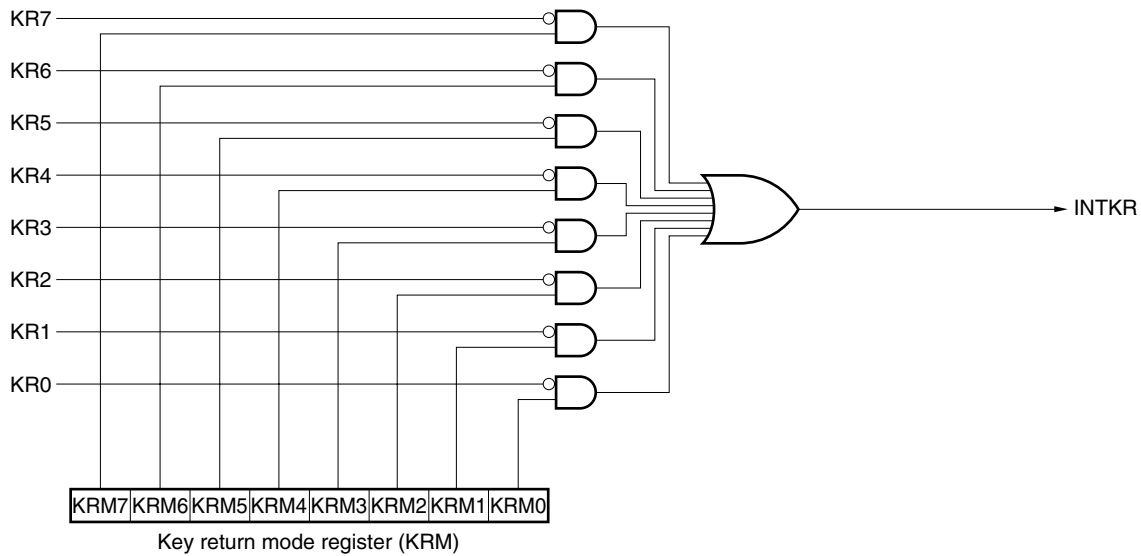 KR7
KR6
KR5
KR4
KR3
INTKR
KR2
KR1
KR0
KRM7 KRM6 KRM5 KRM4 KRM3 KRM2 KRM1 KRM0
Key return mode register (KRM)